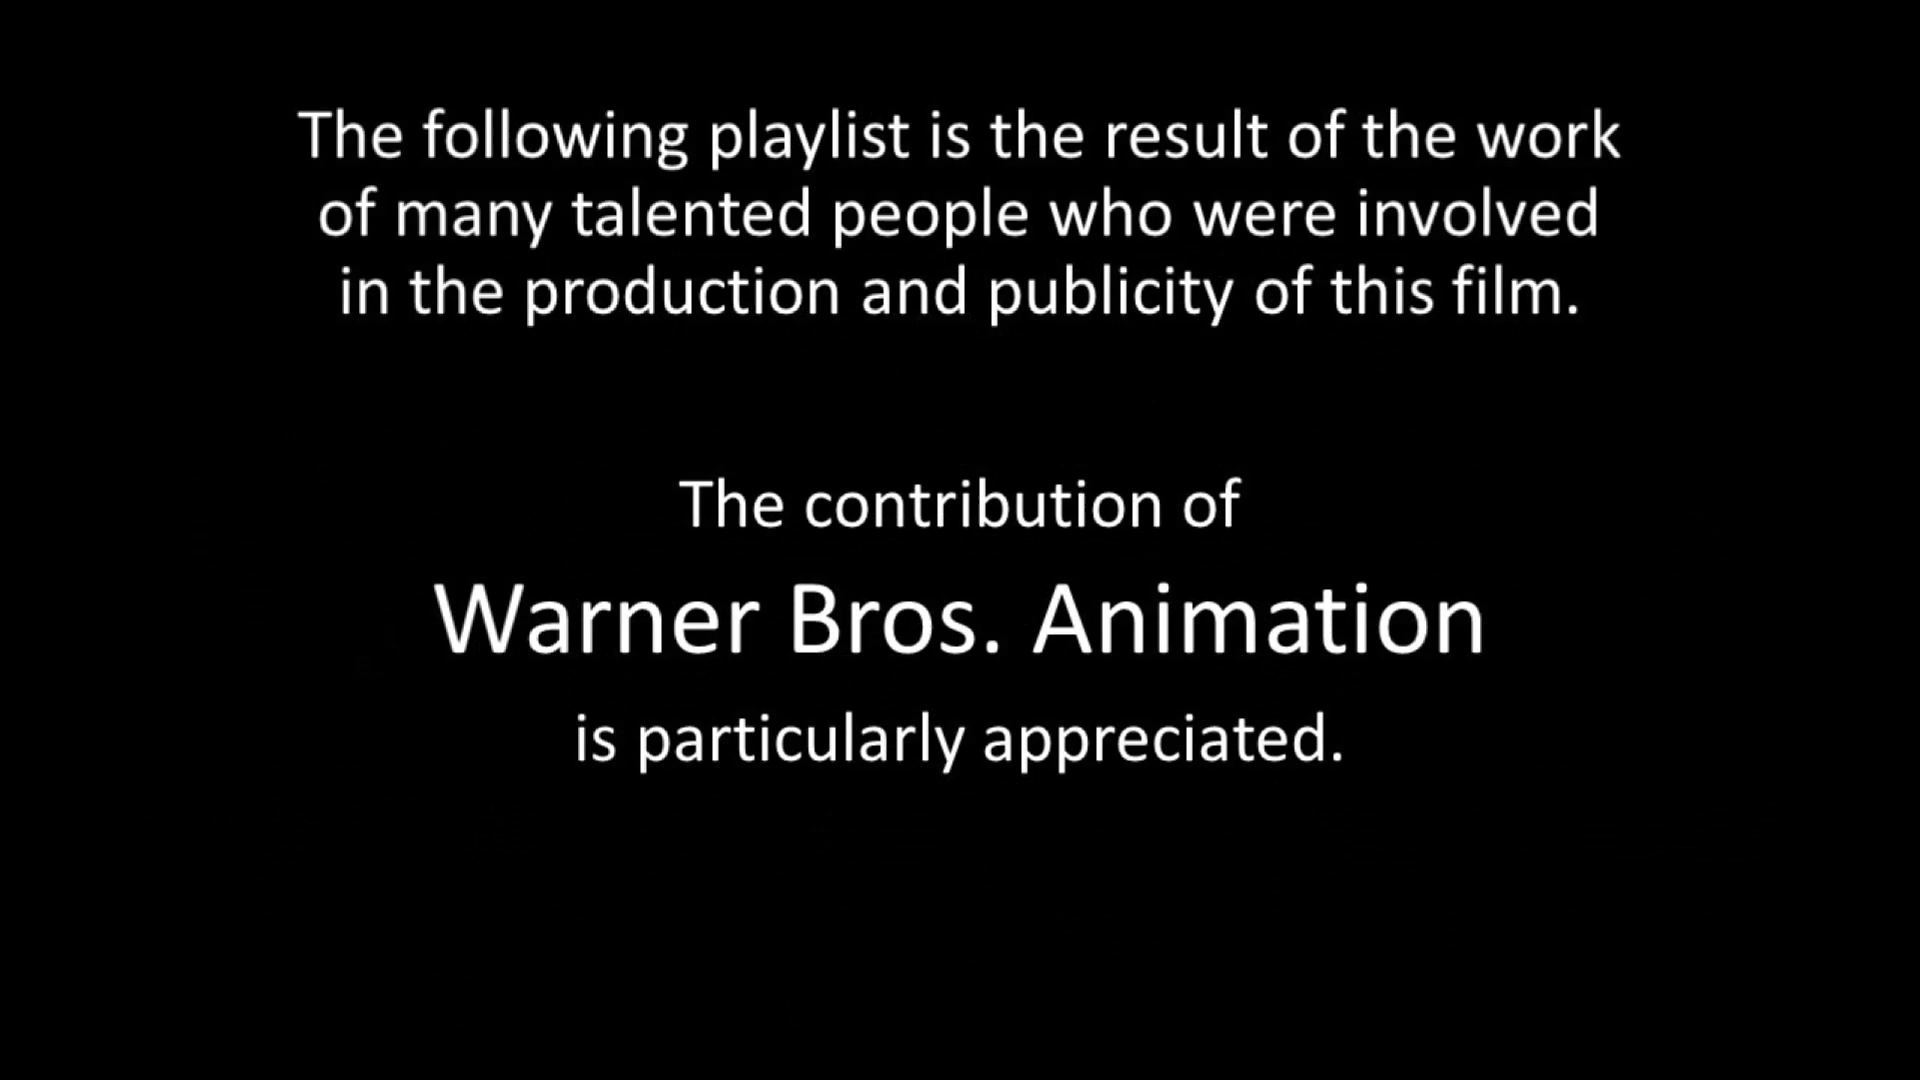 The following playlist is the result of the work
of many talented people who were involved
in the production and publicity of this film.
The contribution of
Warner Bros. Animation
is particularly appreciated.